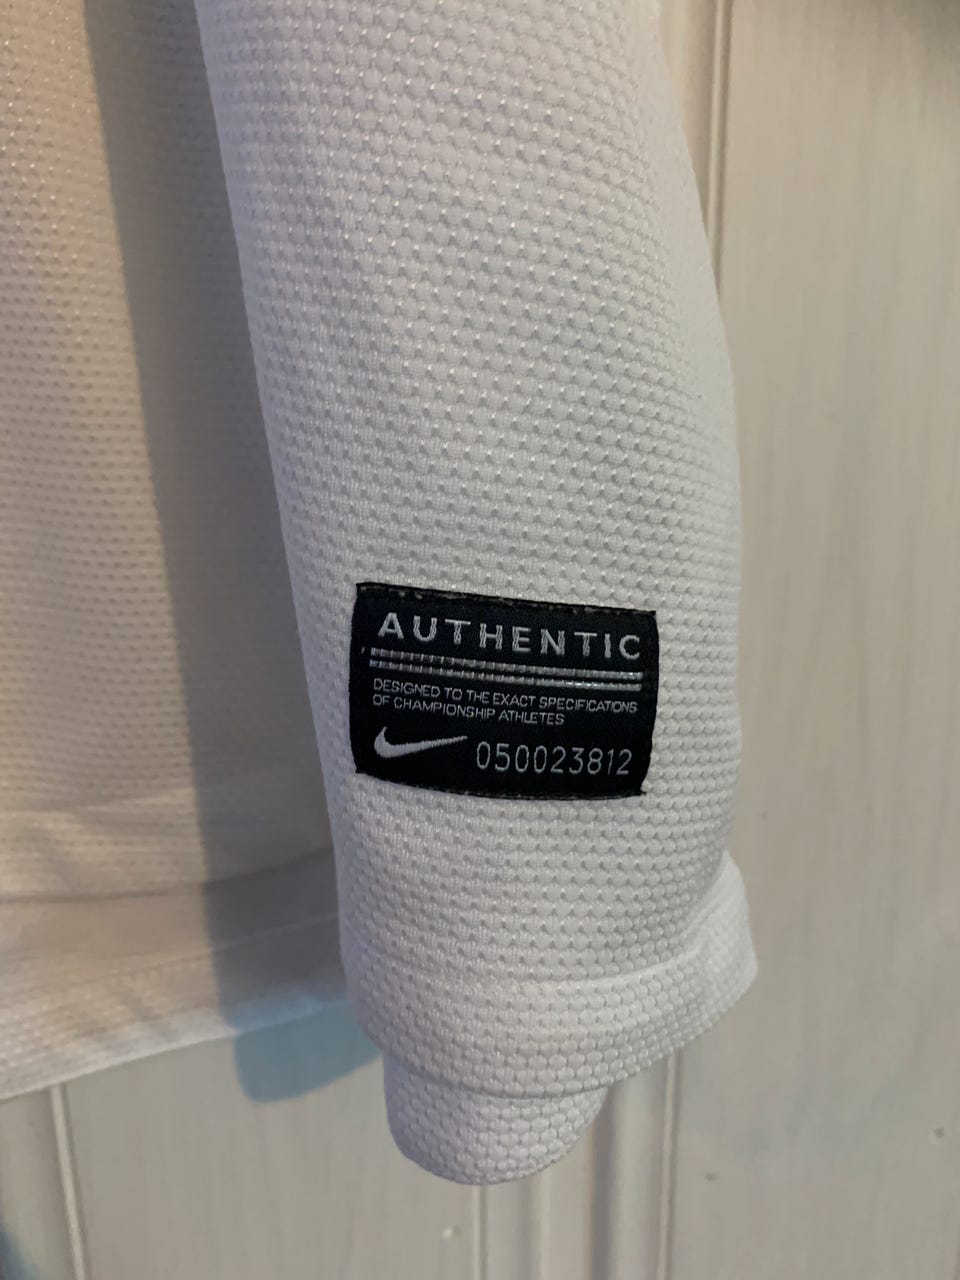 AUTHENTIC
DESIGNED TO THE EXACT SPECIFICATIONS
OF CHAMPIONSHIP ATHLETES
050023812